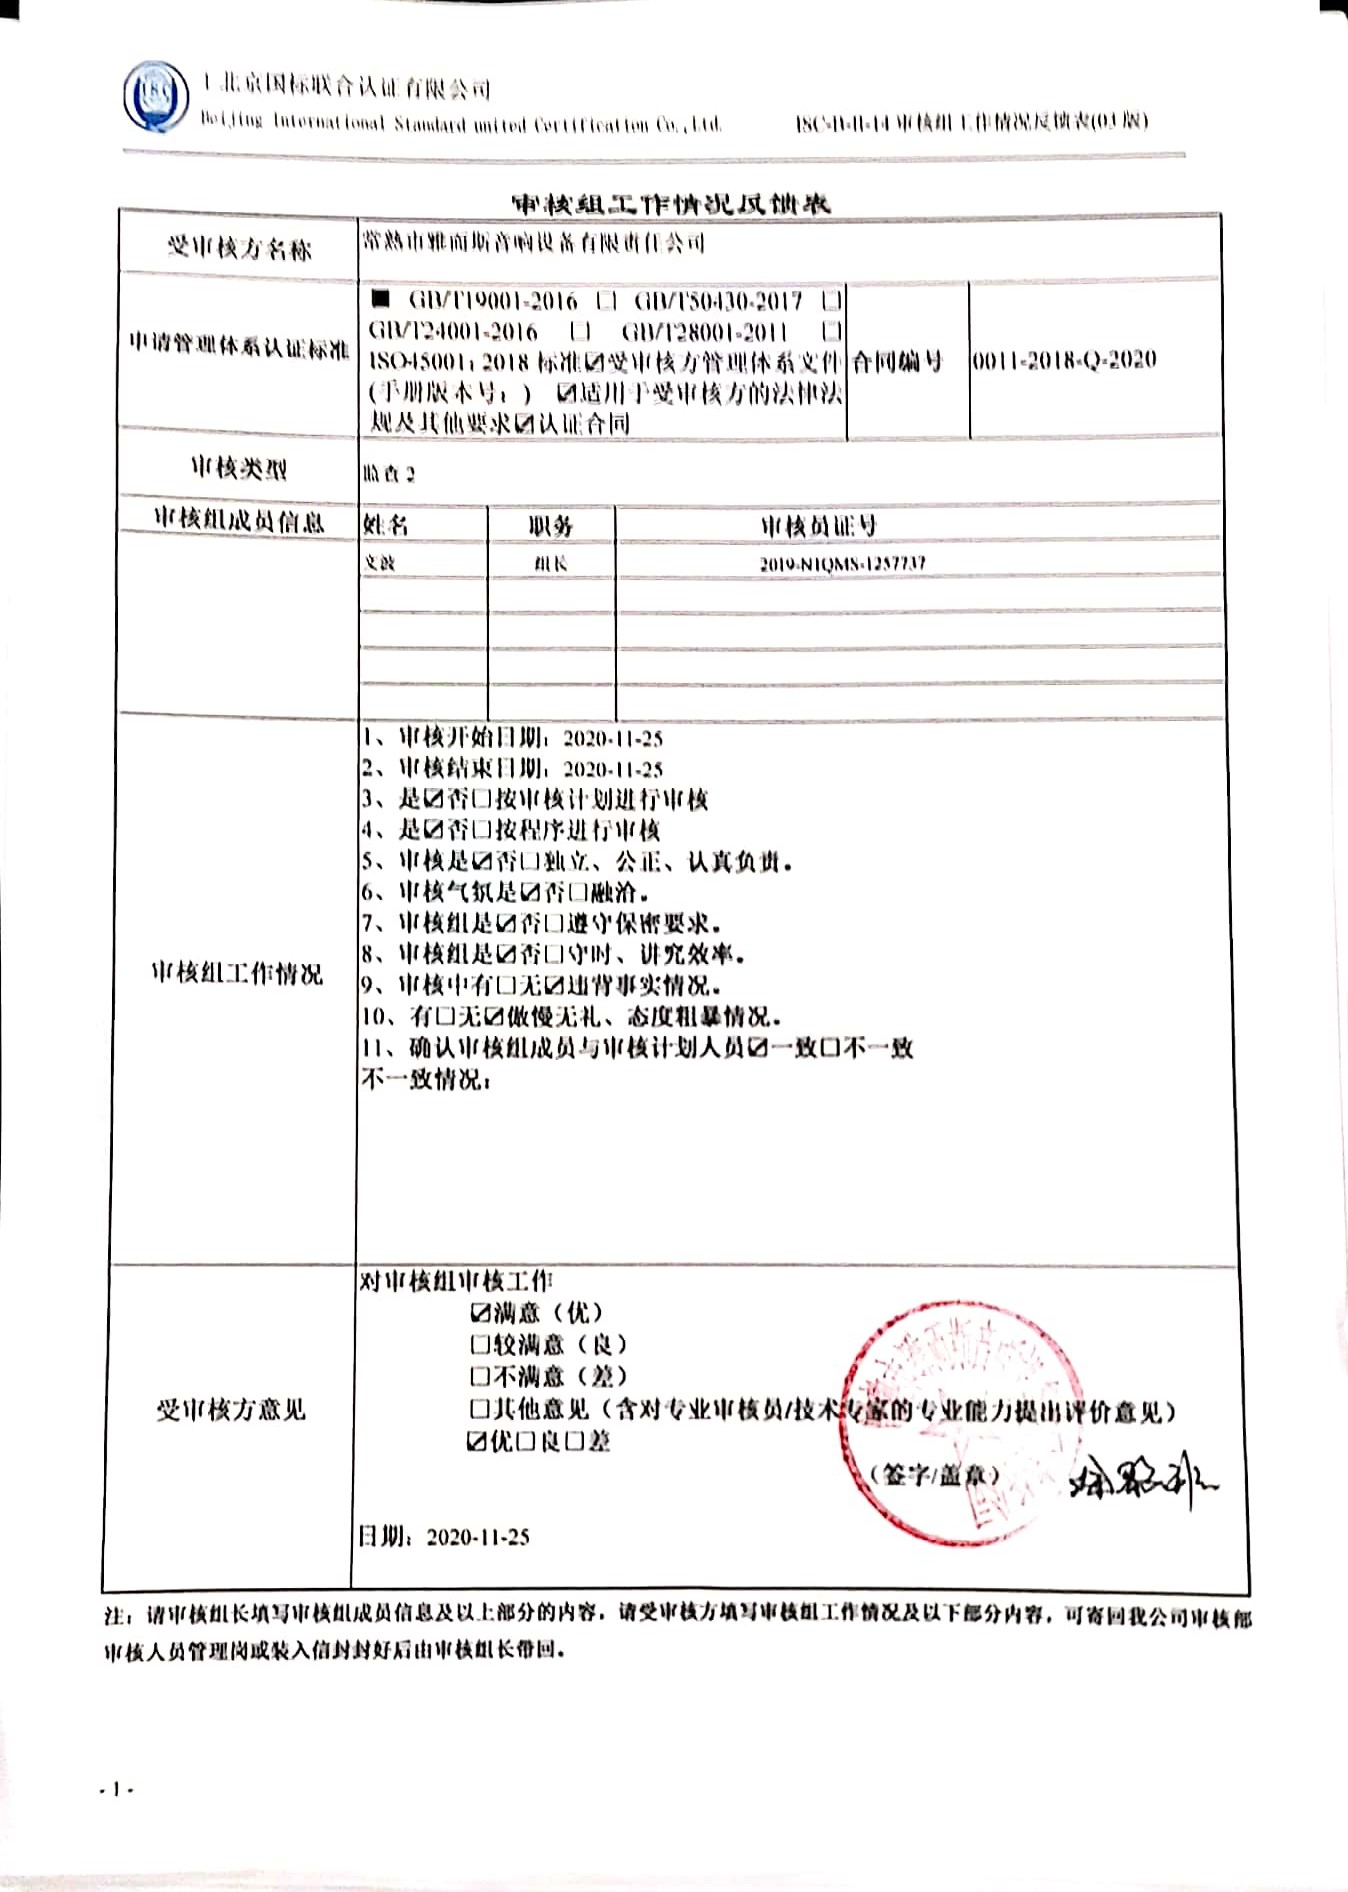 北京国标联合认证有限公司
Beijing International Standard united Certification Co.,Ltd.
ISC-B-II-14 审核组工作情况反馈表(03 版)
审核组工作情况反馈表
受审核方名称
常熟市雅而斯音响设备有限责任公司
申请管理体系认证标准
■ GB/T19001-2016 □ GB/T50430-2017 □
GB/T24001-2016 □ GB/T28001-2011 □
ISO45001：2018 标准☑受审核方管理体系文件
(手册版本号：) ☑适用于受审核方的法律法
规及其他要求☑认证合同
合同编号
0011-2018-Q-2020
审核类型
监查 2
审核组成员信息 姓名 职务 审核员证号
文波 组长 2019-N1QMS-1257737
审核组工作情况
1、审核开始日期：2020-11-25
2、审核结束日期：2020-11-25
3、是☑否□按审核计划进行审核
4、是☑否□按程序进行审核
5、审核是☑否□独立、公正、认真负责。
6、审核气氛是☑否□融洽。
7、审核组是☑否□遵守保密要求。
8、审核组是☑否□守时、讲究效率。
9、审核中有□无☑违背事实情况。
10、有□无☑傲慢无礼、态度粗暴情况。
11、确认审核组成员与审核计划人员☑一致□不一致
不一致情况：
受审核方意见
对审核组审核工作
☑满意（优）
□较满意（良）
□不满意（差）
□其他意见（含对专业审核员/技术专家的专业能力提出评价意见）
☑优□良□差
（签字/盖章）
日期：2020-11-25
注：请审核组长填写审核组成员信息及以上部分的内容，请受审核方填写审核组工作情况及以下部分内容，可寄回我公司审核部
审核人员管理岗或装入信封封好后由审核组长带回。
- 1 -